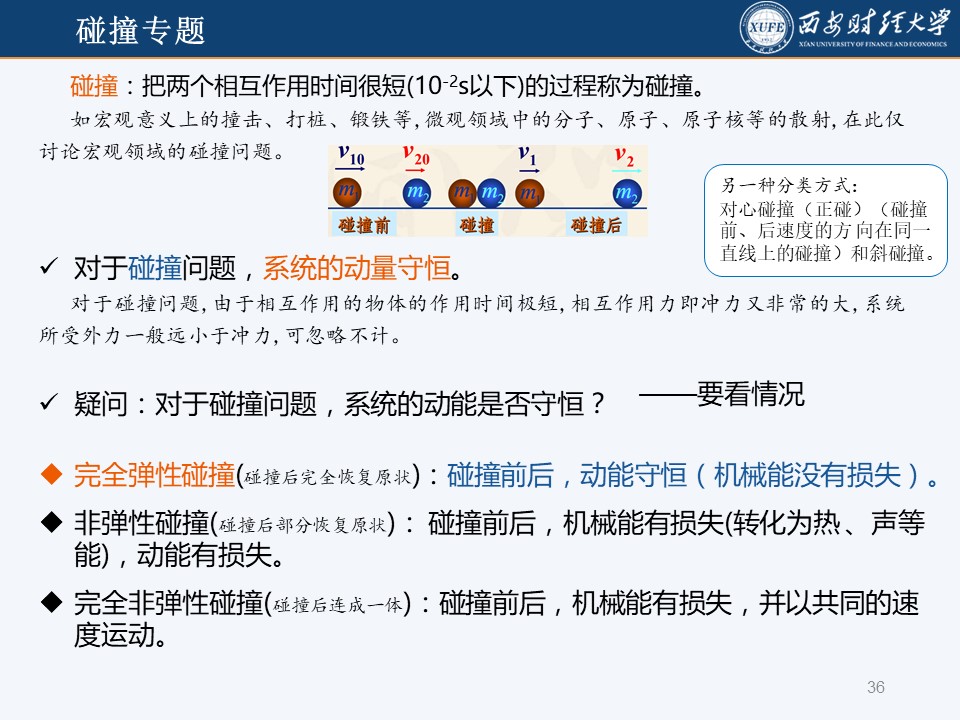 碰撞专题
XUFE
西安财经大学
XI'AN UNIVERSITY OF FINANCE AND ECONOMICS
碰撞：把两个相互作用时间很短(10-2s以下)的过程称为碰撞。
如宏观意义上的撞击、打桩、锻铁等,微观领域中的分子、原子、原子核等的散射,在此仅
讨论宏观领域的碰撞问题。
v10 v20 v1 v2
m1 m2 m1 m2 m1 m2
碰撞前 碰撞 碰撞后
另一种分类方式：
对心碰撞（正碰）（碰撞
前、后速度的方向在同一
直线上的碰撞）和斜碰撞。
✓ 对于碰撞问题，系统的动量守恒。
对于碰撞问题,由于相互作用的物体的作用时间极短,相互作用力即冲力又非常的大,系统
所受外力一般远小于冲力,可忽略不计。
✓ 疑问：对于碰撞问题，系统的动能是否守恒？ ——要看情况
◆ 完全弹性碰撞(碰撞后完全恢复原状)：碰撞前后，动能守恒（机械能没有损失）。
◆ 非弹性碰撞(碰撞后部分恢复原状)： 碰撞前后，机械能有损失(转化为热、声等
能)，动能有损失。
◆ 完全非弹性碰撞(碰撞后连成一体)：碰撞前后，机械能有损失，并以共同的速
度运动。
36